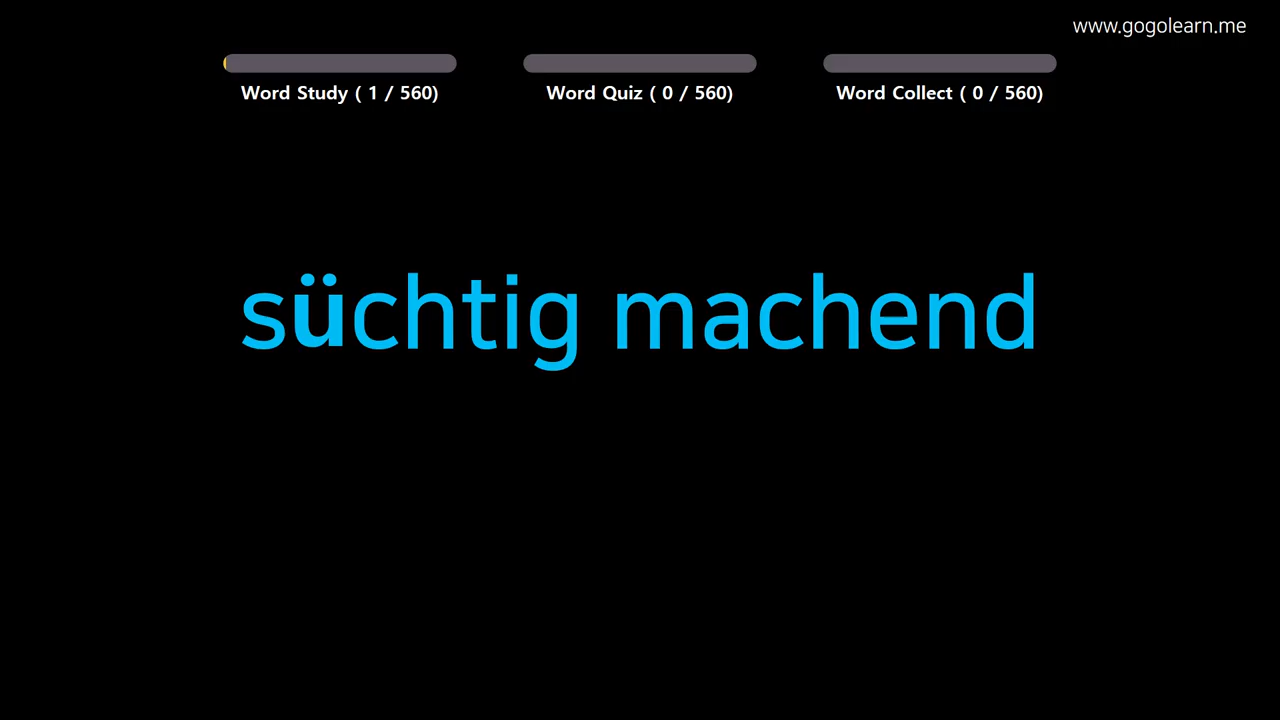 www.gogolearn.me
Word Study ( 1 / 560)
Word Quiz ( 0 / 560)
Word Collect ( 0 / 560)
süchtig machend